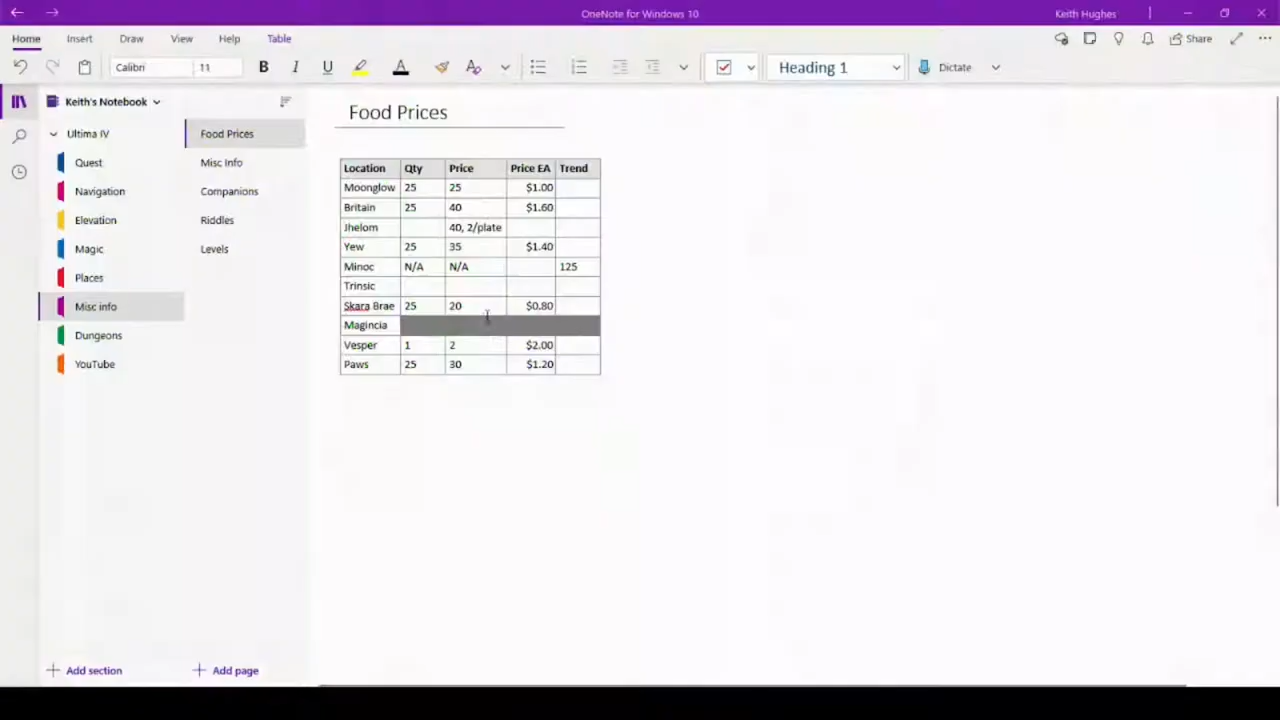 OneNote for Windows 10
Keith Hughes
Home Insert Draw View Help Table
Share
Calibri 11 B I U A Heading 1 Dictate
Keith's Notebook
Ultima IV
Quest
Navigation
Elevation
Magic
Places
Misc info
Dungeons
YouTube
Add section
Food Prices
Misc Info
Companions
Riddles
Levels
Add page
Food Prices
Location Qty Price Price EA Trend
Moonglow 25 25 $1.00
Britain 25 40 $1.60
Jhelom 40, 2/plate
Yew 25 35 $1.40
Minoc N/A N/A 125
Trinsic
Skara Brae 25 20 $0.80
Magincia
Vesper 1 2 $2.00
Paws 25 30 $1.20